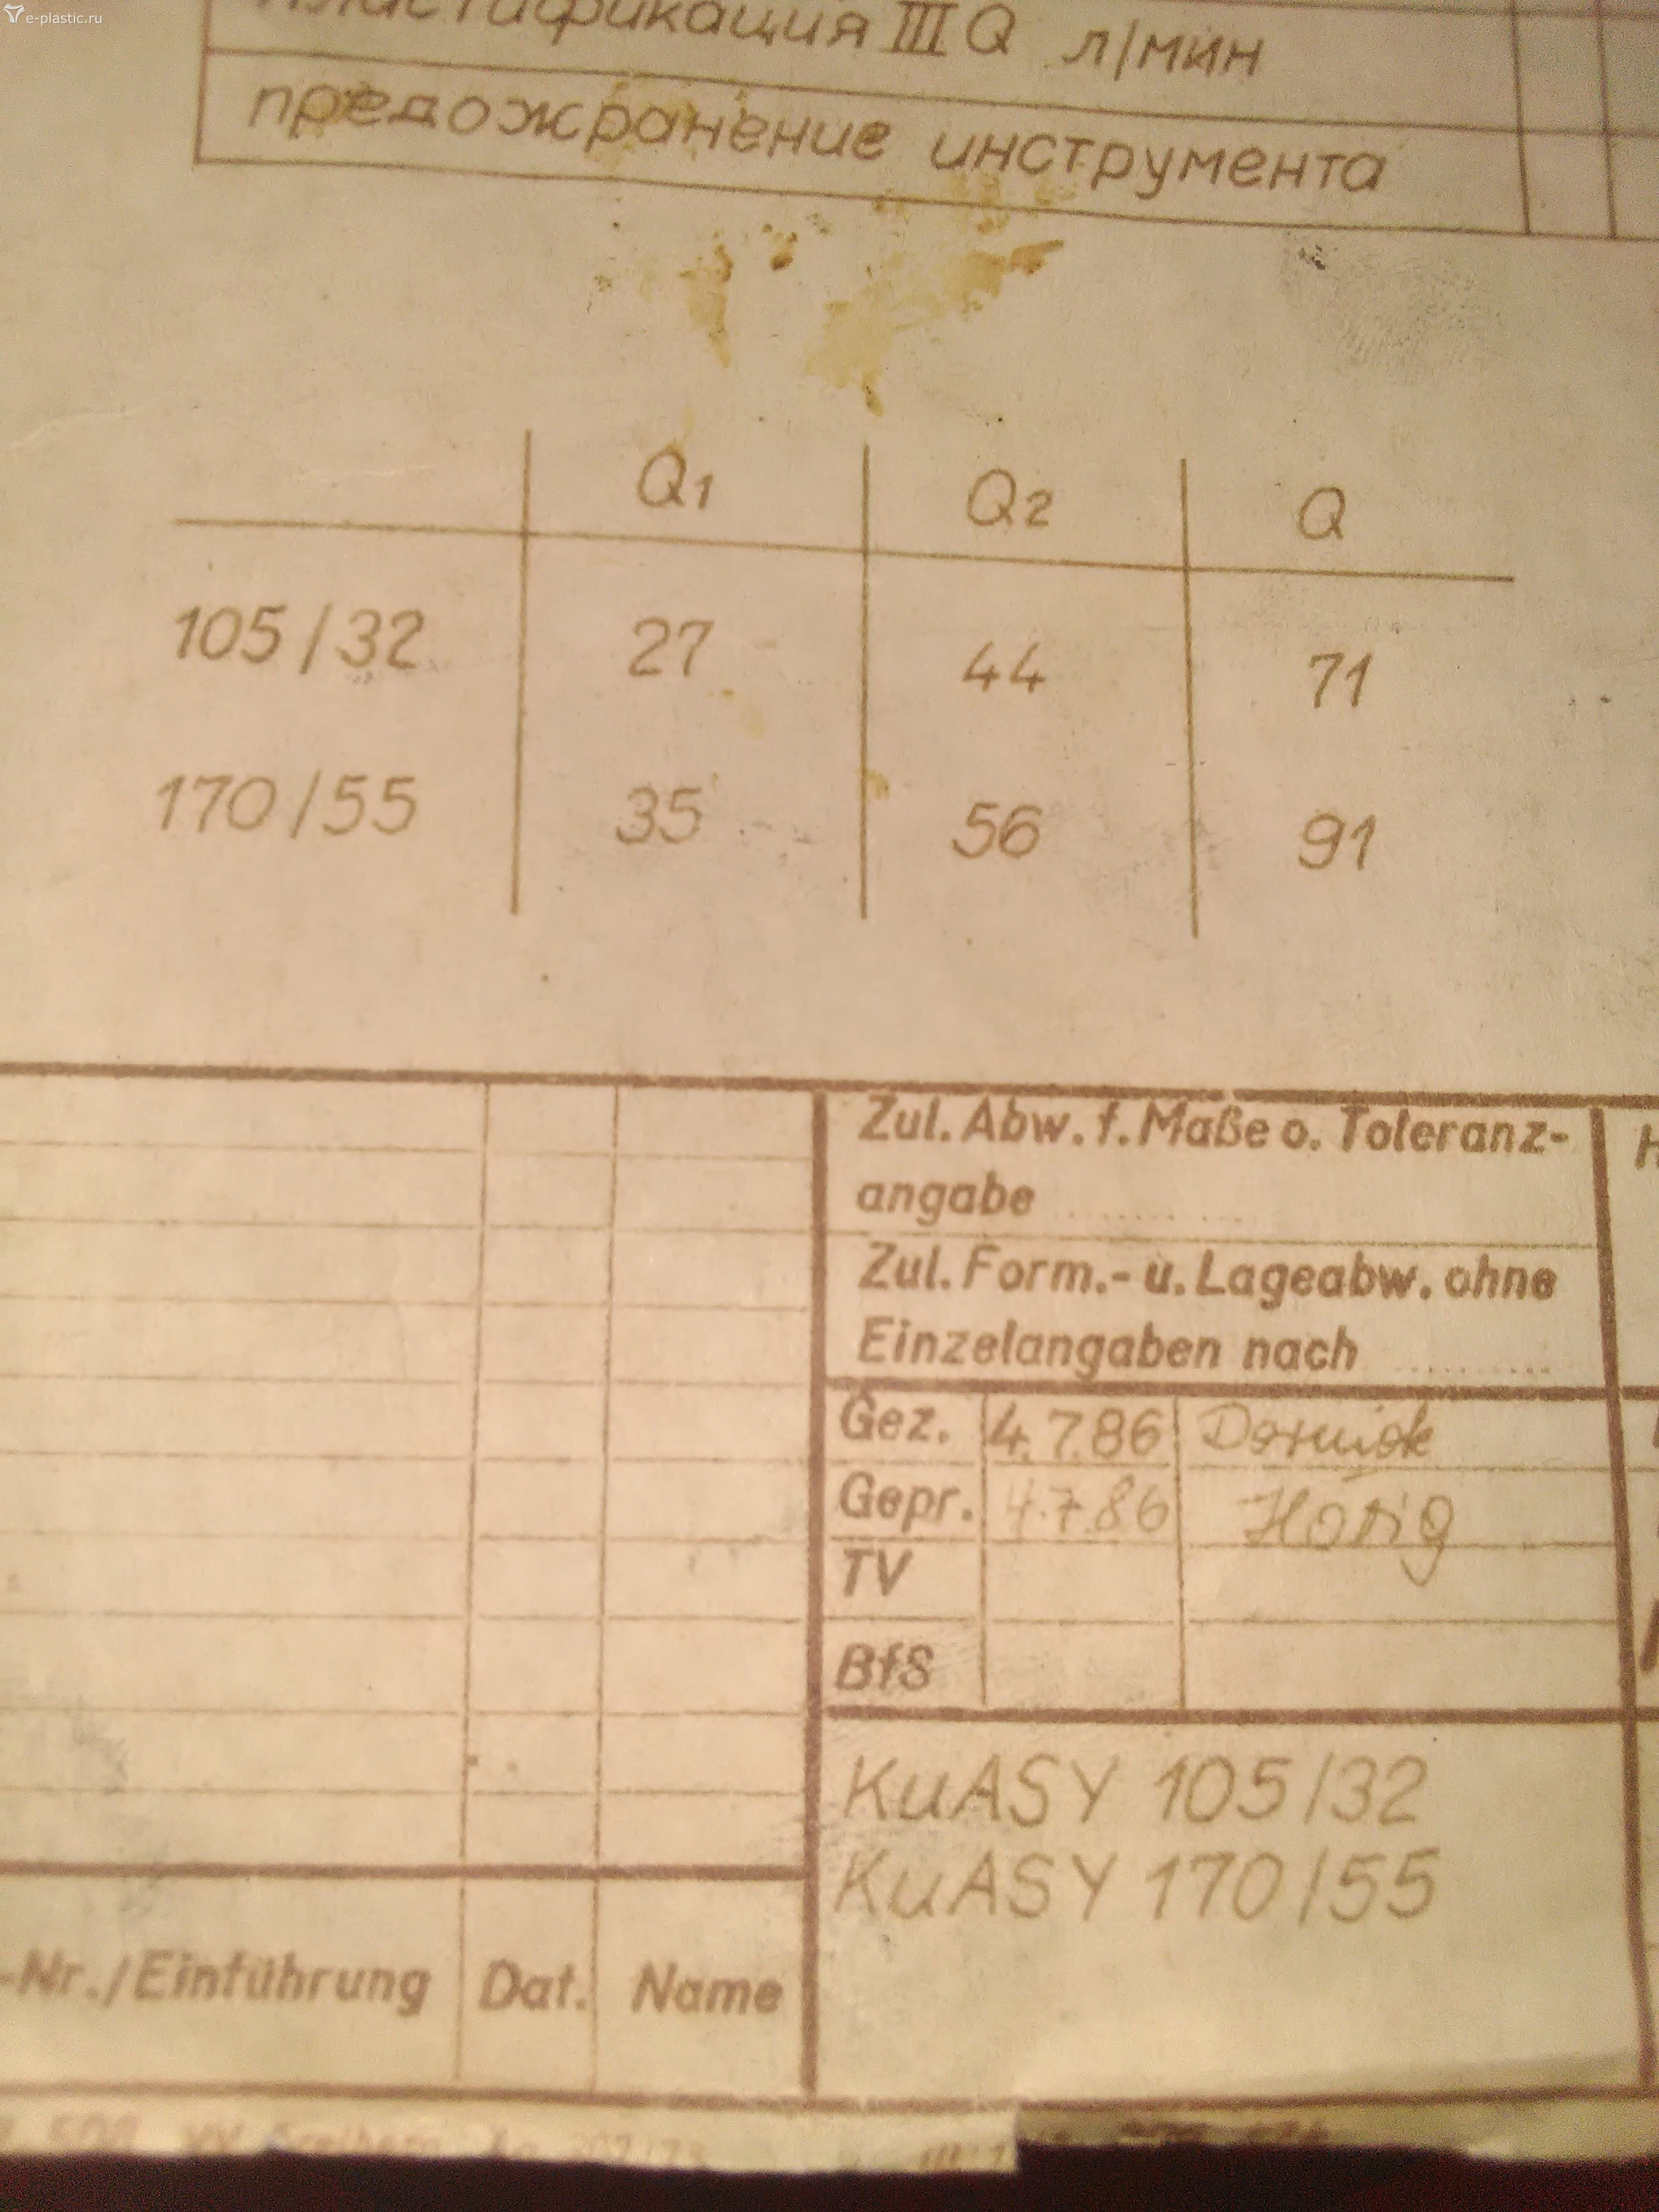 e-plastic.ru
пластификация III Q л/мин
предожранение инструмента
Q1 Q2 Q
105/32 27 44 71
170/55 35 56 91
Zul. Abw. f. Maße o. Toleranz-
angabe
Zul. Form.- u. Lageabw. ohne
Einzelangaben nach
Gez. 4.7.86
Gepr. 4.7.86
TV
BfS
KuASY 105/32
KuASY 170/55
-Nr./Einführung Dat. Name